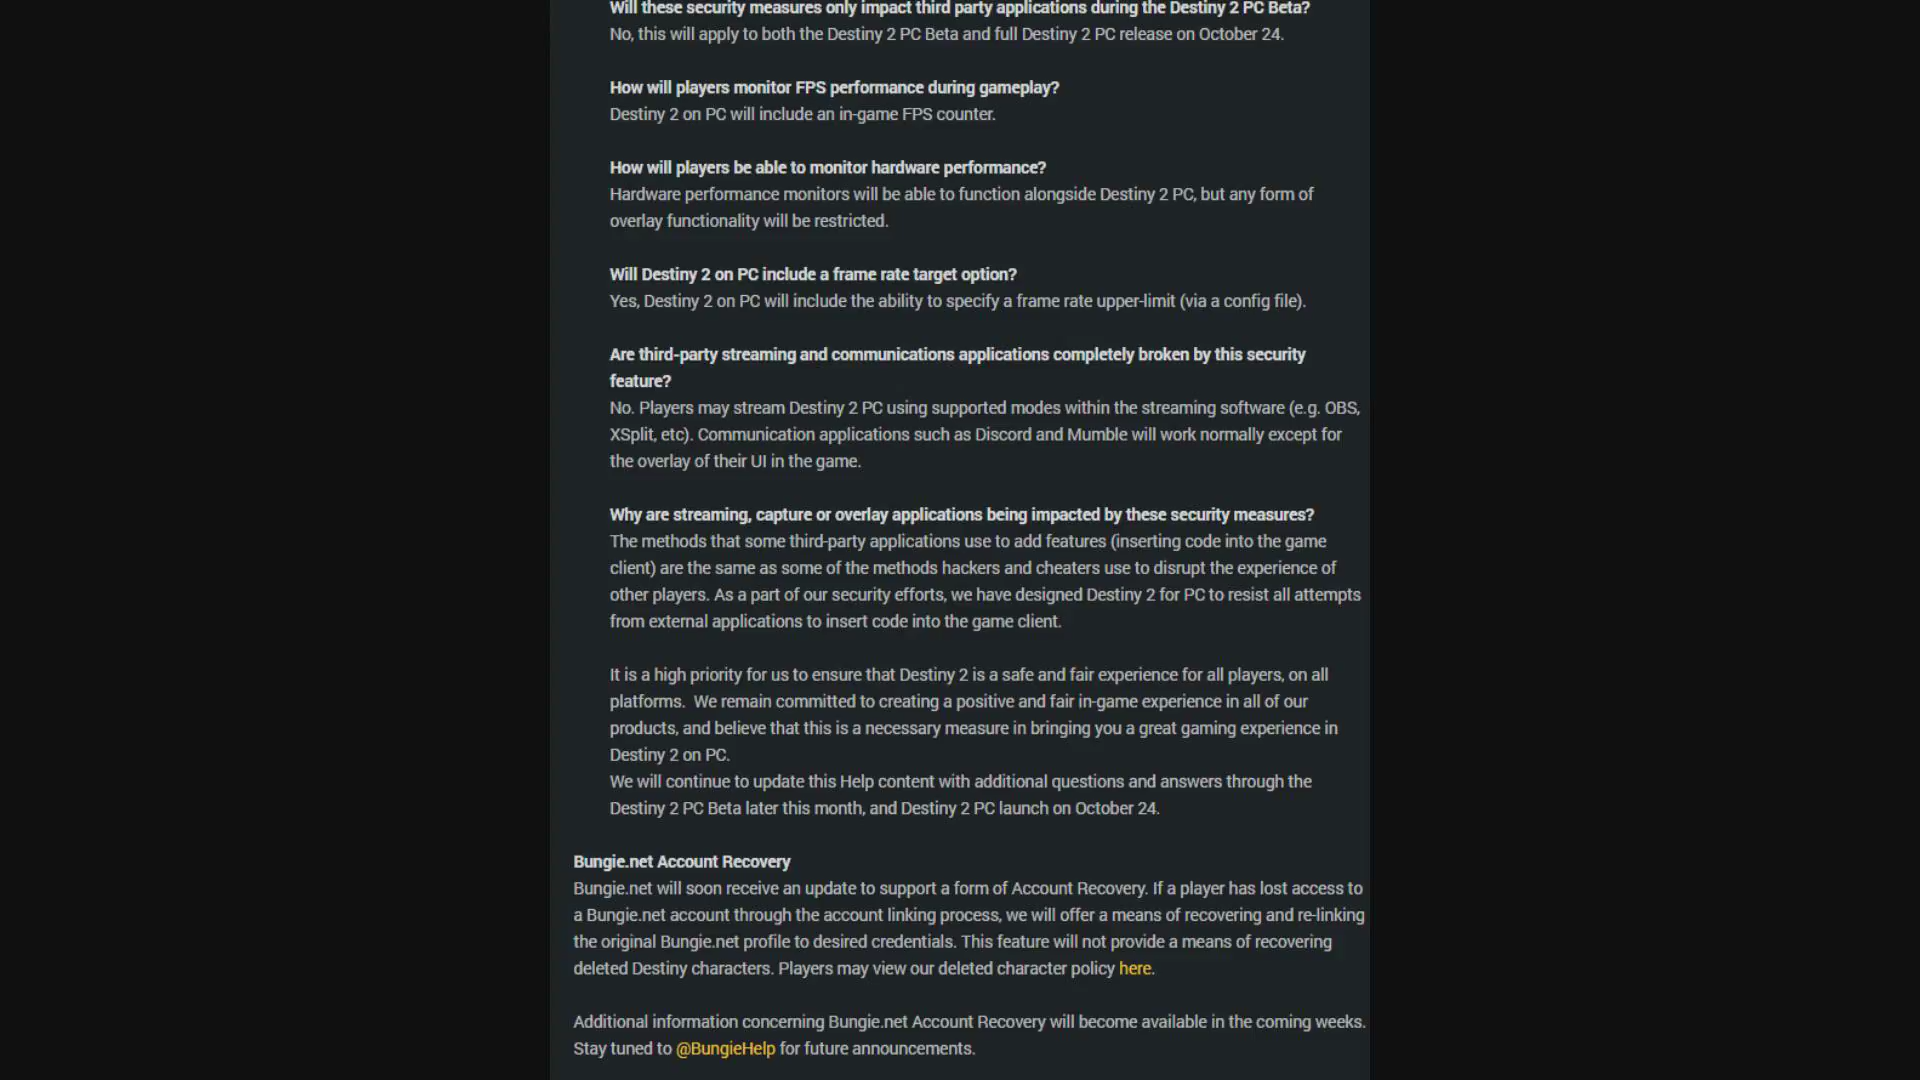 Will these security measures only impact third party applications during the Destiny 2 PC Beta?
No, this will apply to both the Destiny 2 PC Beta and full Destiny 2 PC release on October 24.
How will players monitor FPS performance during gameplay?
Destiny 2 on PC will include an in-game FPS counter.
How will players be able to monitor hardware performance?
Hardware performance monitors will be able to function alongside Destiny 2 PC, but any form of
overlay functionality will be restricted.
Will Destiny 2 on PC include a frame rate target option?
Yes, Destiny 2 on PC will include the ability to specify a frame rate upper-limit (via a config file).
Are third-party streaming and communications applications completely broken by this security
feature?
No. Players may stream Destiny 2 PC using supported modes within the streaming software (e.g. OBS,
XSplit, etc). Communication applications such as Discord and Mumble will work normally except for
the overlay of their UI in the game.
Why are streaming, capture or overlay applications being impacted by these security measures?
The methods that some third-party applications use to add features (inserting code into the game
client) are the same as some of the methods hackers and cheaters use to disrupt the experience of
other players. As a part of our security efforts, we have designed Destiny 2 for PC to resist all attempts
from external applications to insert code into the game client.
It is a high priority for us to ensure that Destiny 2 is a safe and fair experience for all players, on all
platforms.  We remain committed to creating a positive and fair in-game experience in all of our
products, and believe that this is a necessary measure in bringing you a great gaming experience in
Destiny 2 on PC.
We will continue to update this Help content with additional questions and answers through the
Destiny 2 PC Beta later this month, and Destiny 2 PC launch on October 24.
Bungie.net Account Recovery
Bungie.net will soon receive an update to support a form of Account Recovery. If a player has lost access to
a Bungie.net account through the account linking process, we will offer a means of recovering and re-linking
the original Bungie.net profile to desired credentials. This feature will not provide a means of recovering
deleted Destiny characters. Players may view our deleted character policy here.
Additional information concerning Bungie.net Account Recovery will become available in the coming weeks.
Stay tuned to @BungieHelp for future announcements.